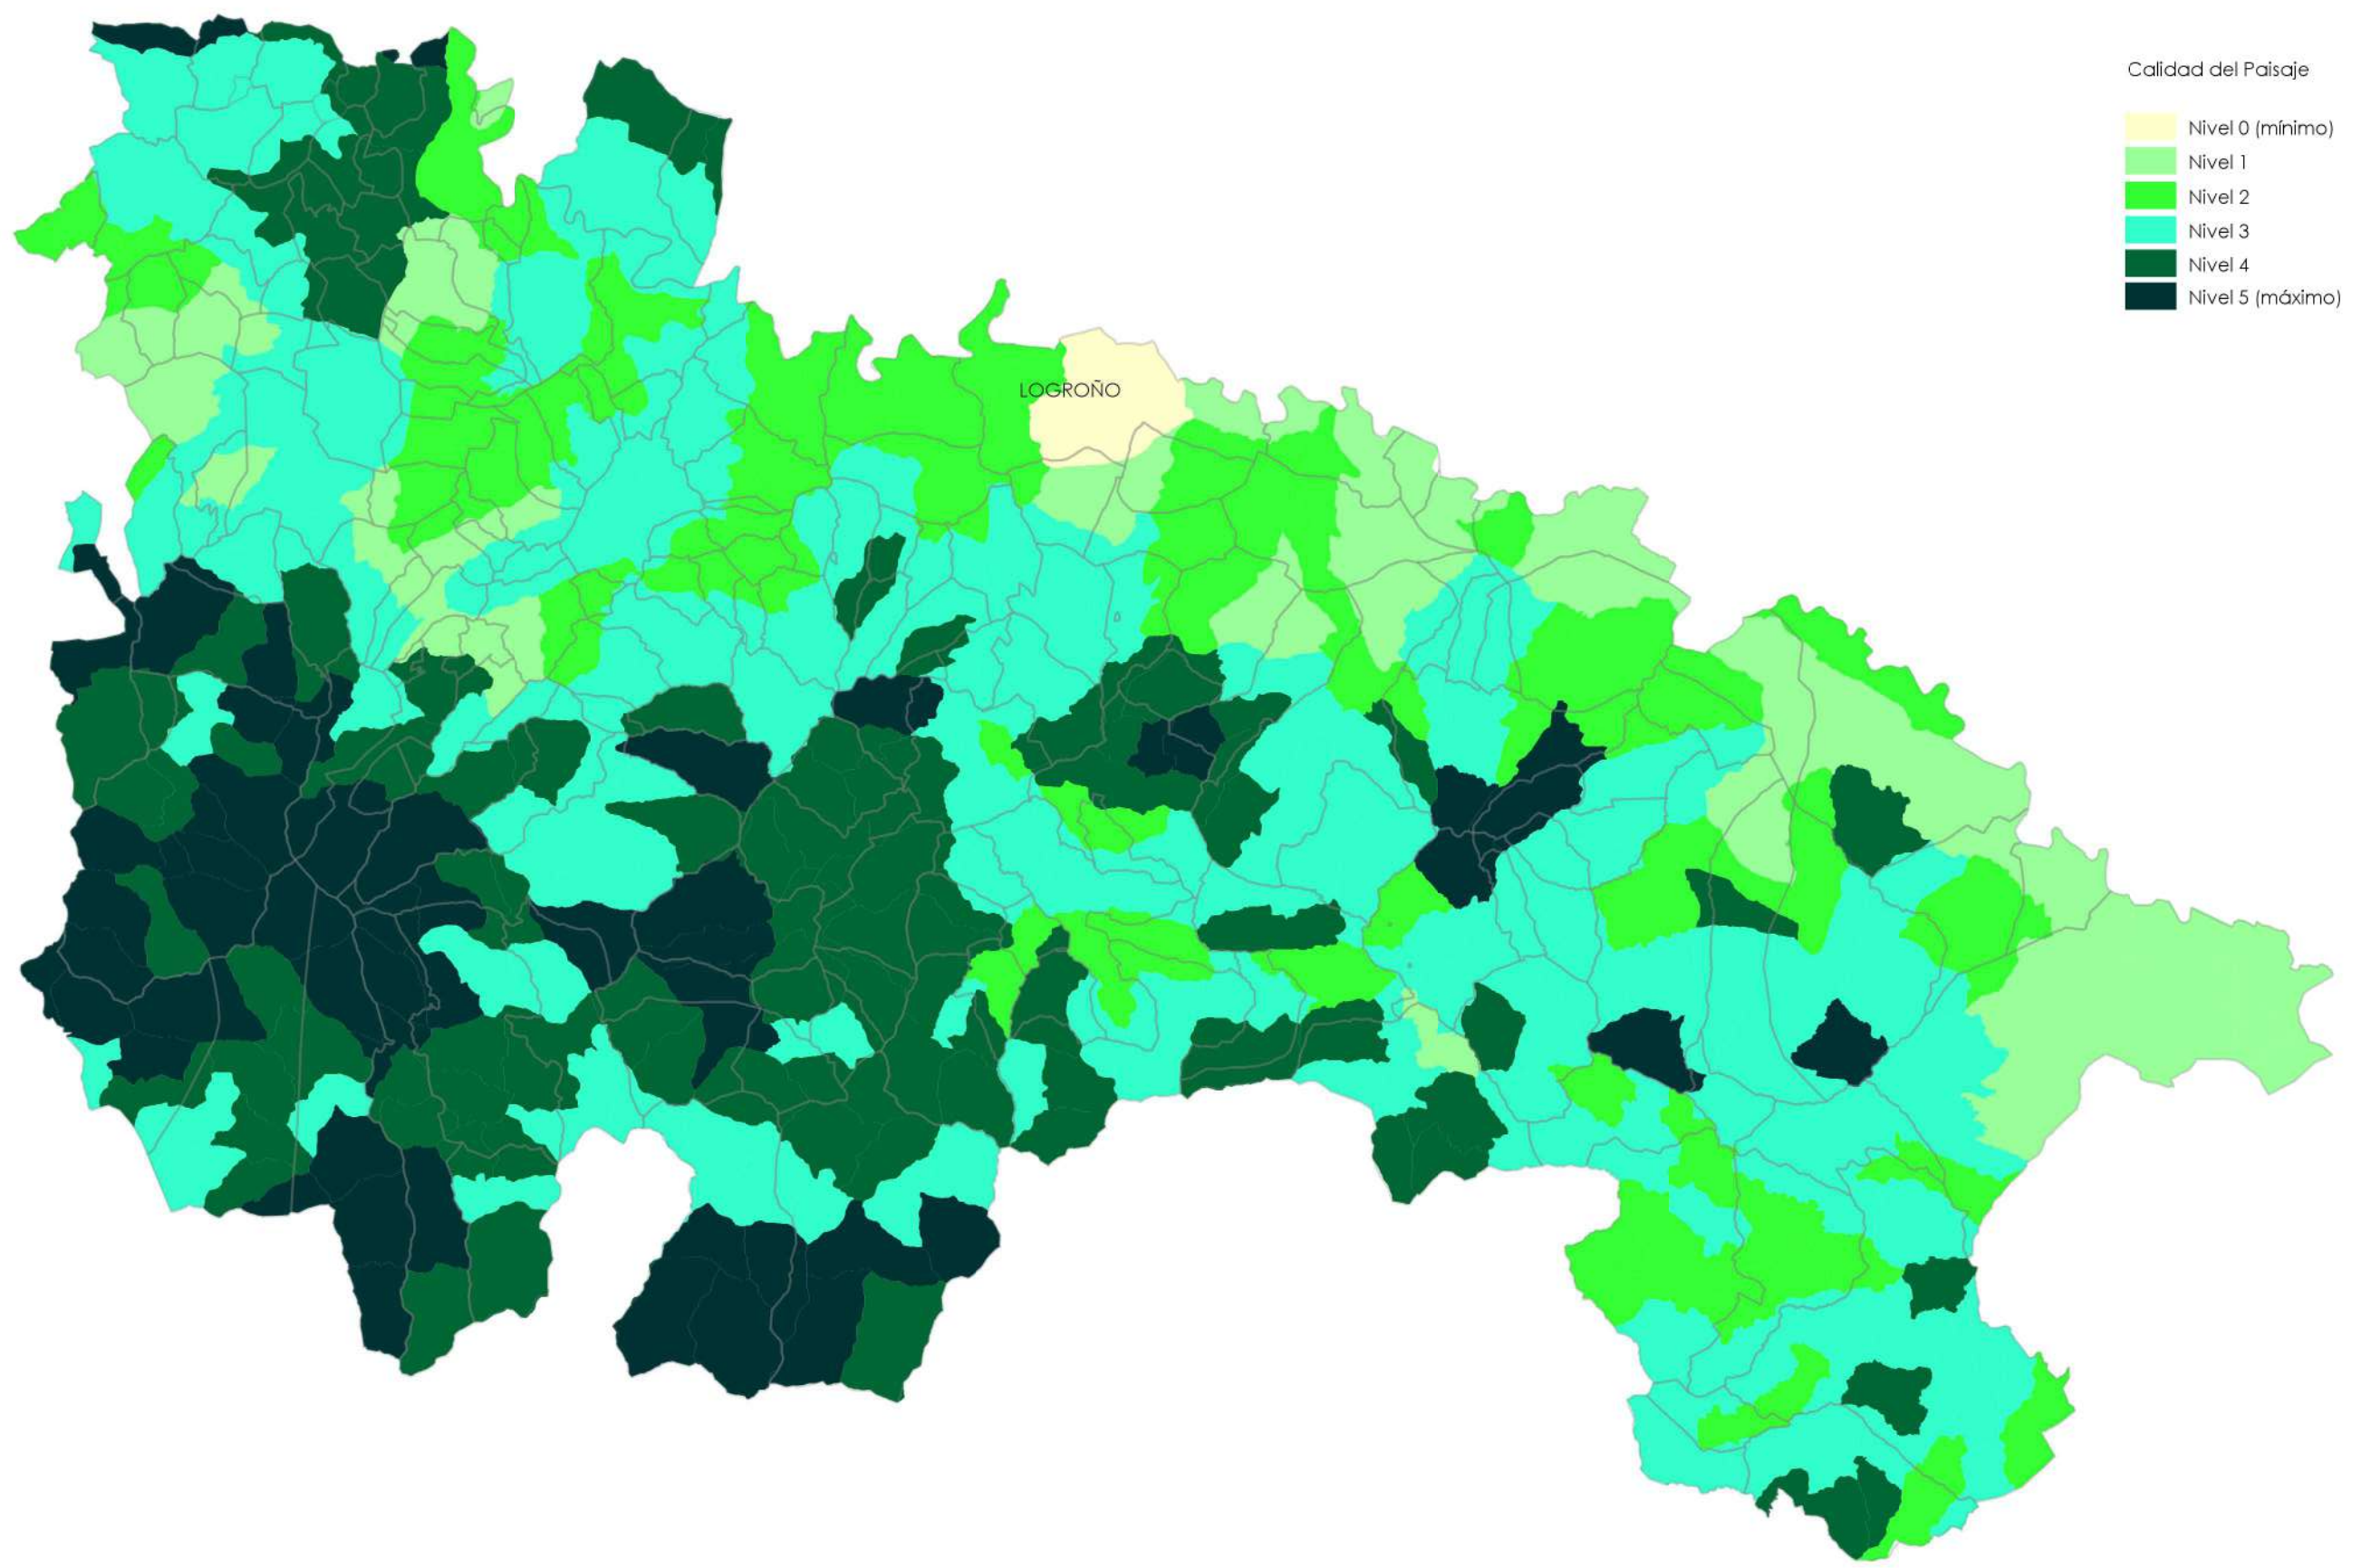 Calidad del Paisaje
Nivel 0 (mínimo)
Nivel 1
Nivel 2
Nivel 3
Nivel 4
Nivel 5 (máximo)
LOGROÑO